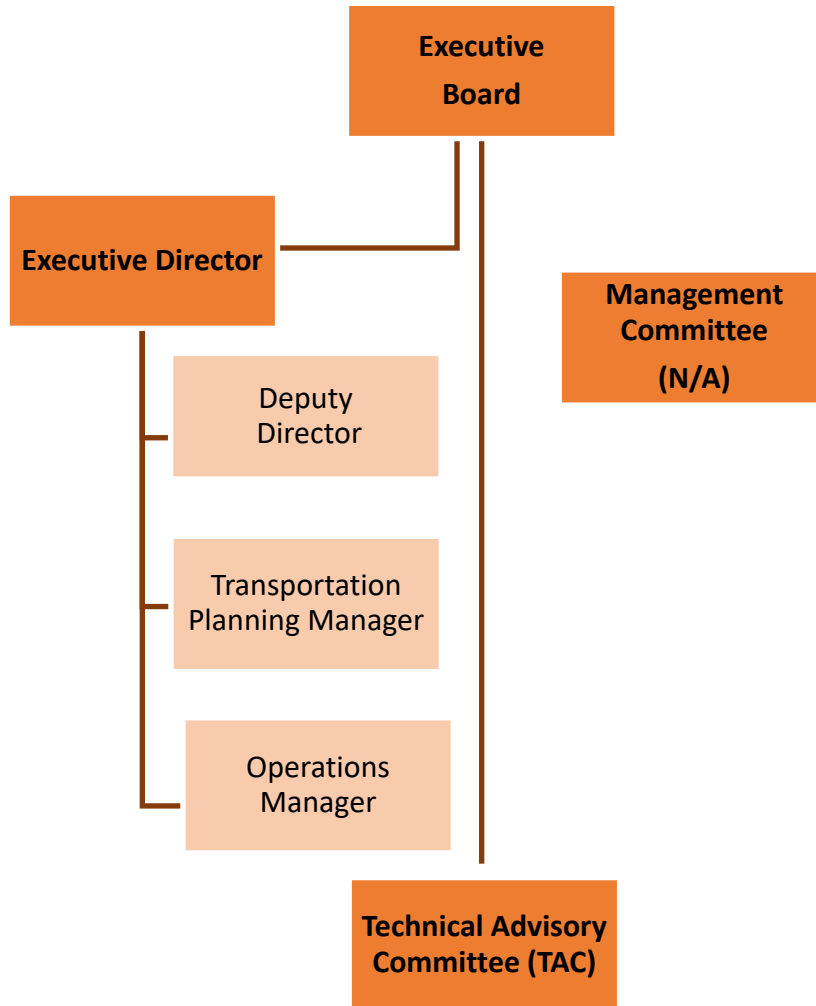 Executive
Board
Executive Director
Management
Committee
(N/A)
Deputy
Director
Transportation
Planning Manager
Operations
Manager
Technical Advisory
Committee (TAC)